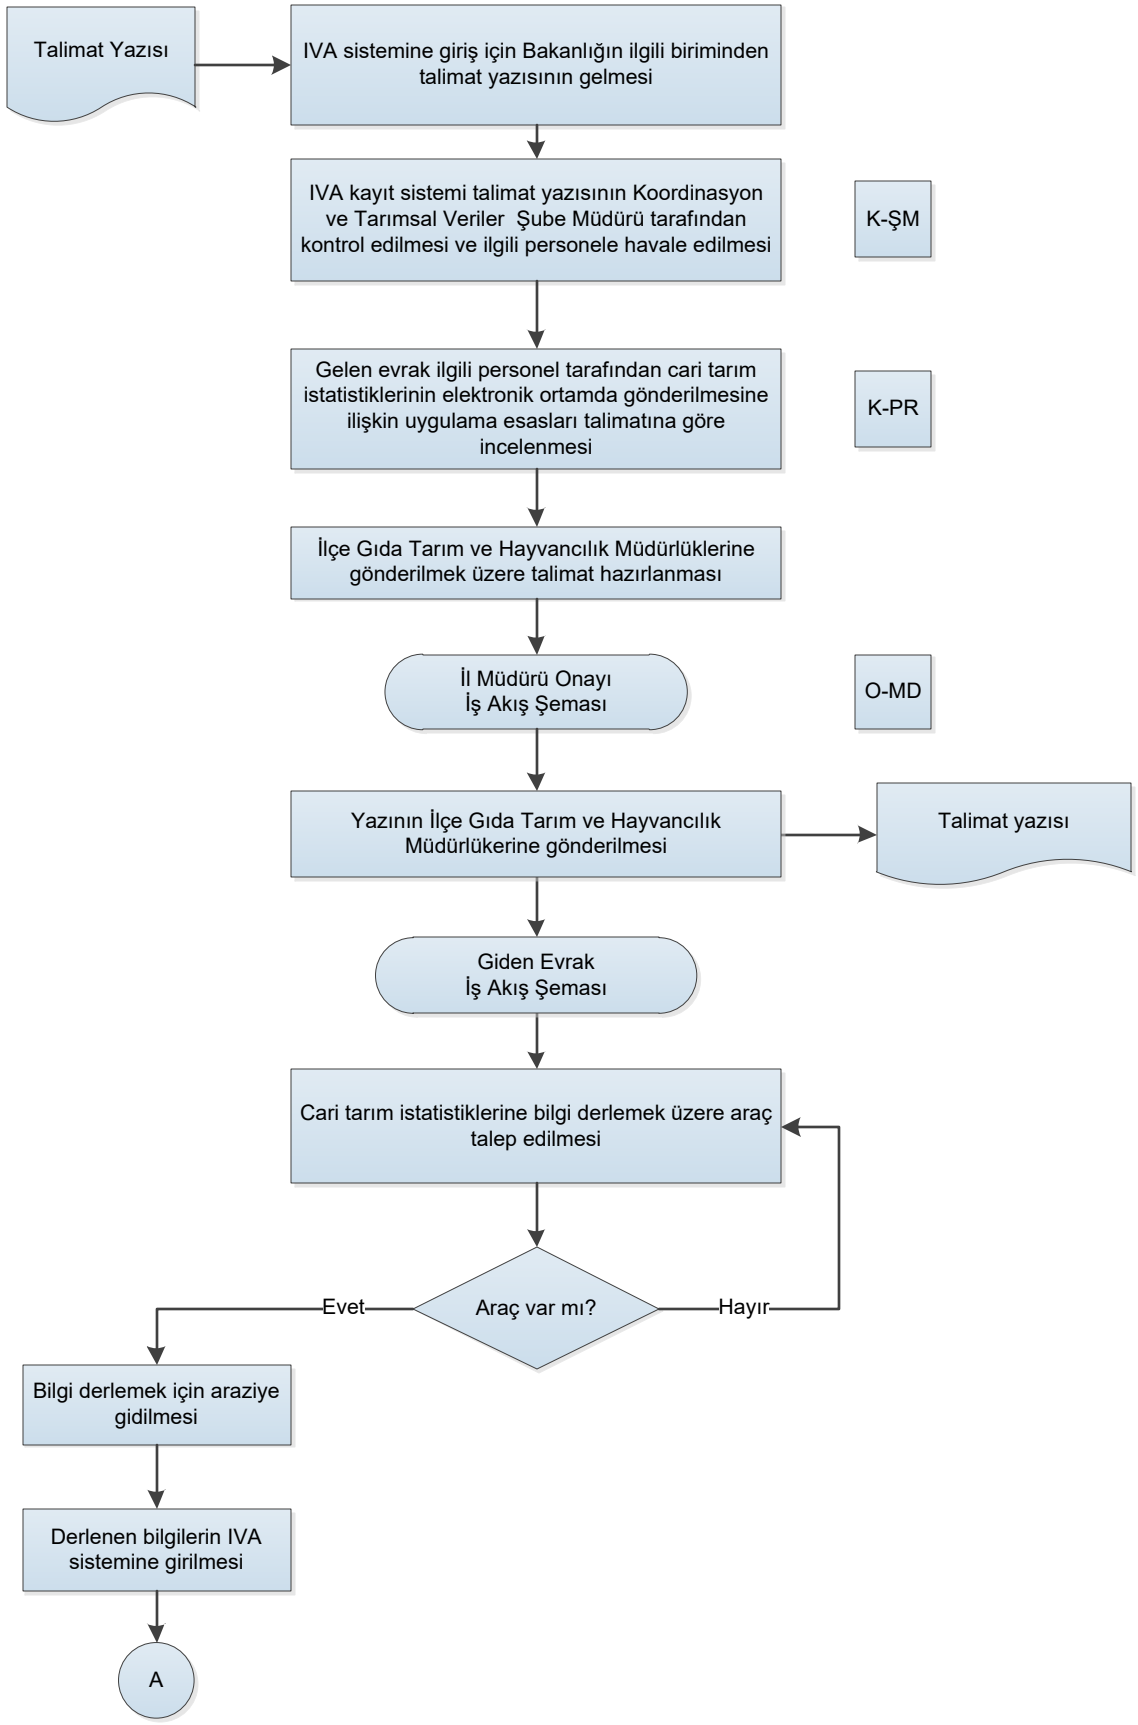 Talimat Yazısı
IVA sistemine giriş için Bakanlığın ilgili biriminden
talimat yazısının gelmesi
IVA kayıt sistemi talimat yazısının Koordinasyon
ve Tarımsal Veriler Şube Müdürü tarafından
kontrol edilmesi ve ilgili personele havale edilmesi
K-ŞM
Gelen evrak ilgili personel tarafından cari tarım
istatistiklerinin elektronik ortamda gönderilmesine
ilişkin uygulama esasları talimatına göre
incelenmesi
K-PR
İlçe Gıda Tarım ve Hayvancılık Müdürlüklerine
gönderilmek üzere talimat hazırlanması
İl Müdürü Onayı
İş Akış Şeması
O-MD
Yazının İlçe Gıda Tarım ve Hayvancılık
Müdürlükerine gönderilmesi
Talimat yazısı
Giden Evrak
İş Akış Şeması
Cari tarım istatistiklerine bilgi derlemek üzere araç
talep edilmesi
Evet
Araç var mı?
Hayır
Bilgi derlemek için araziye
gidilmesi
Derlenen bilgilerin IVA
sistemine girilmesi
A